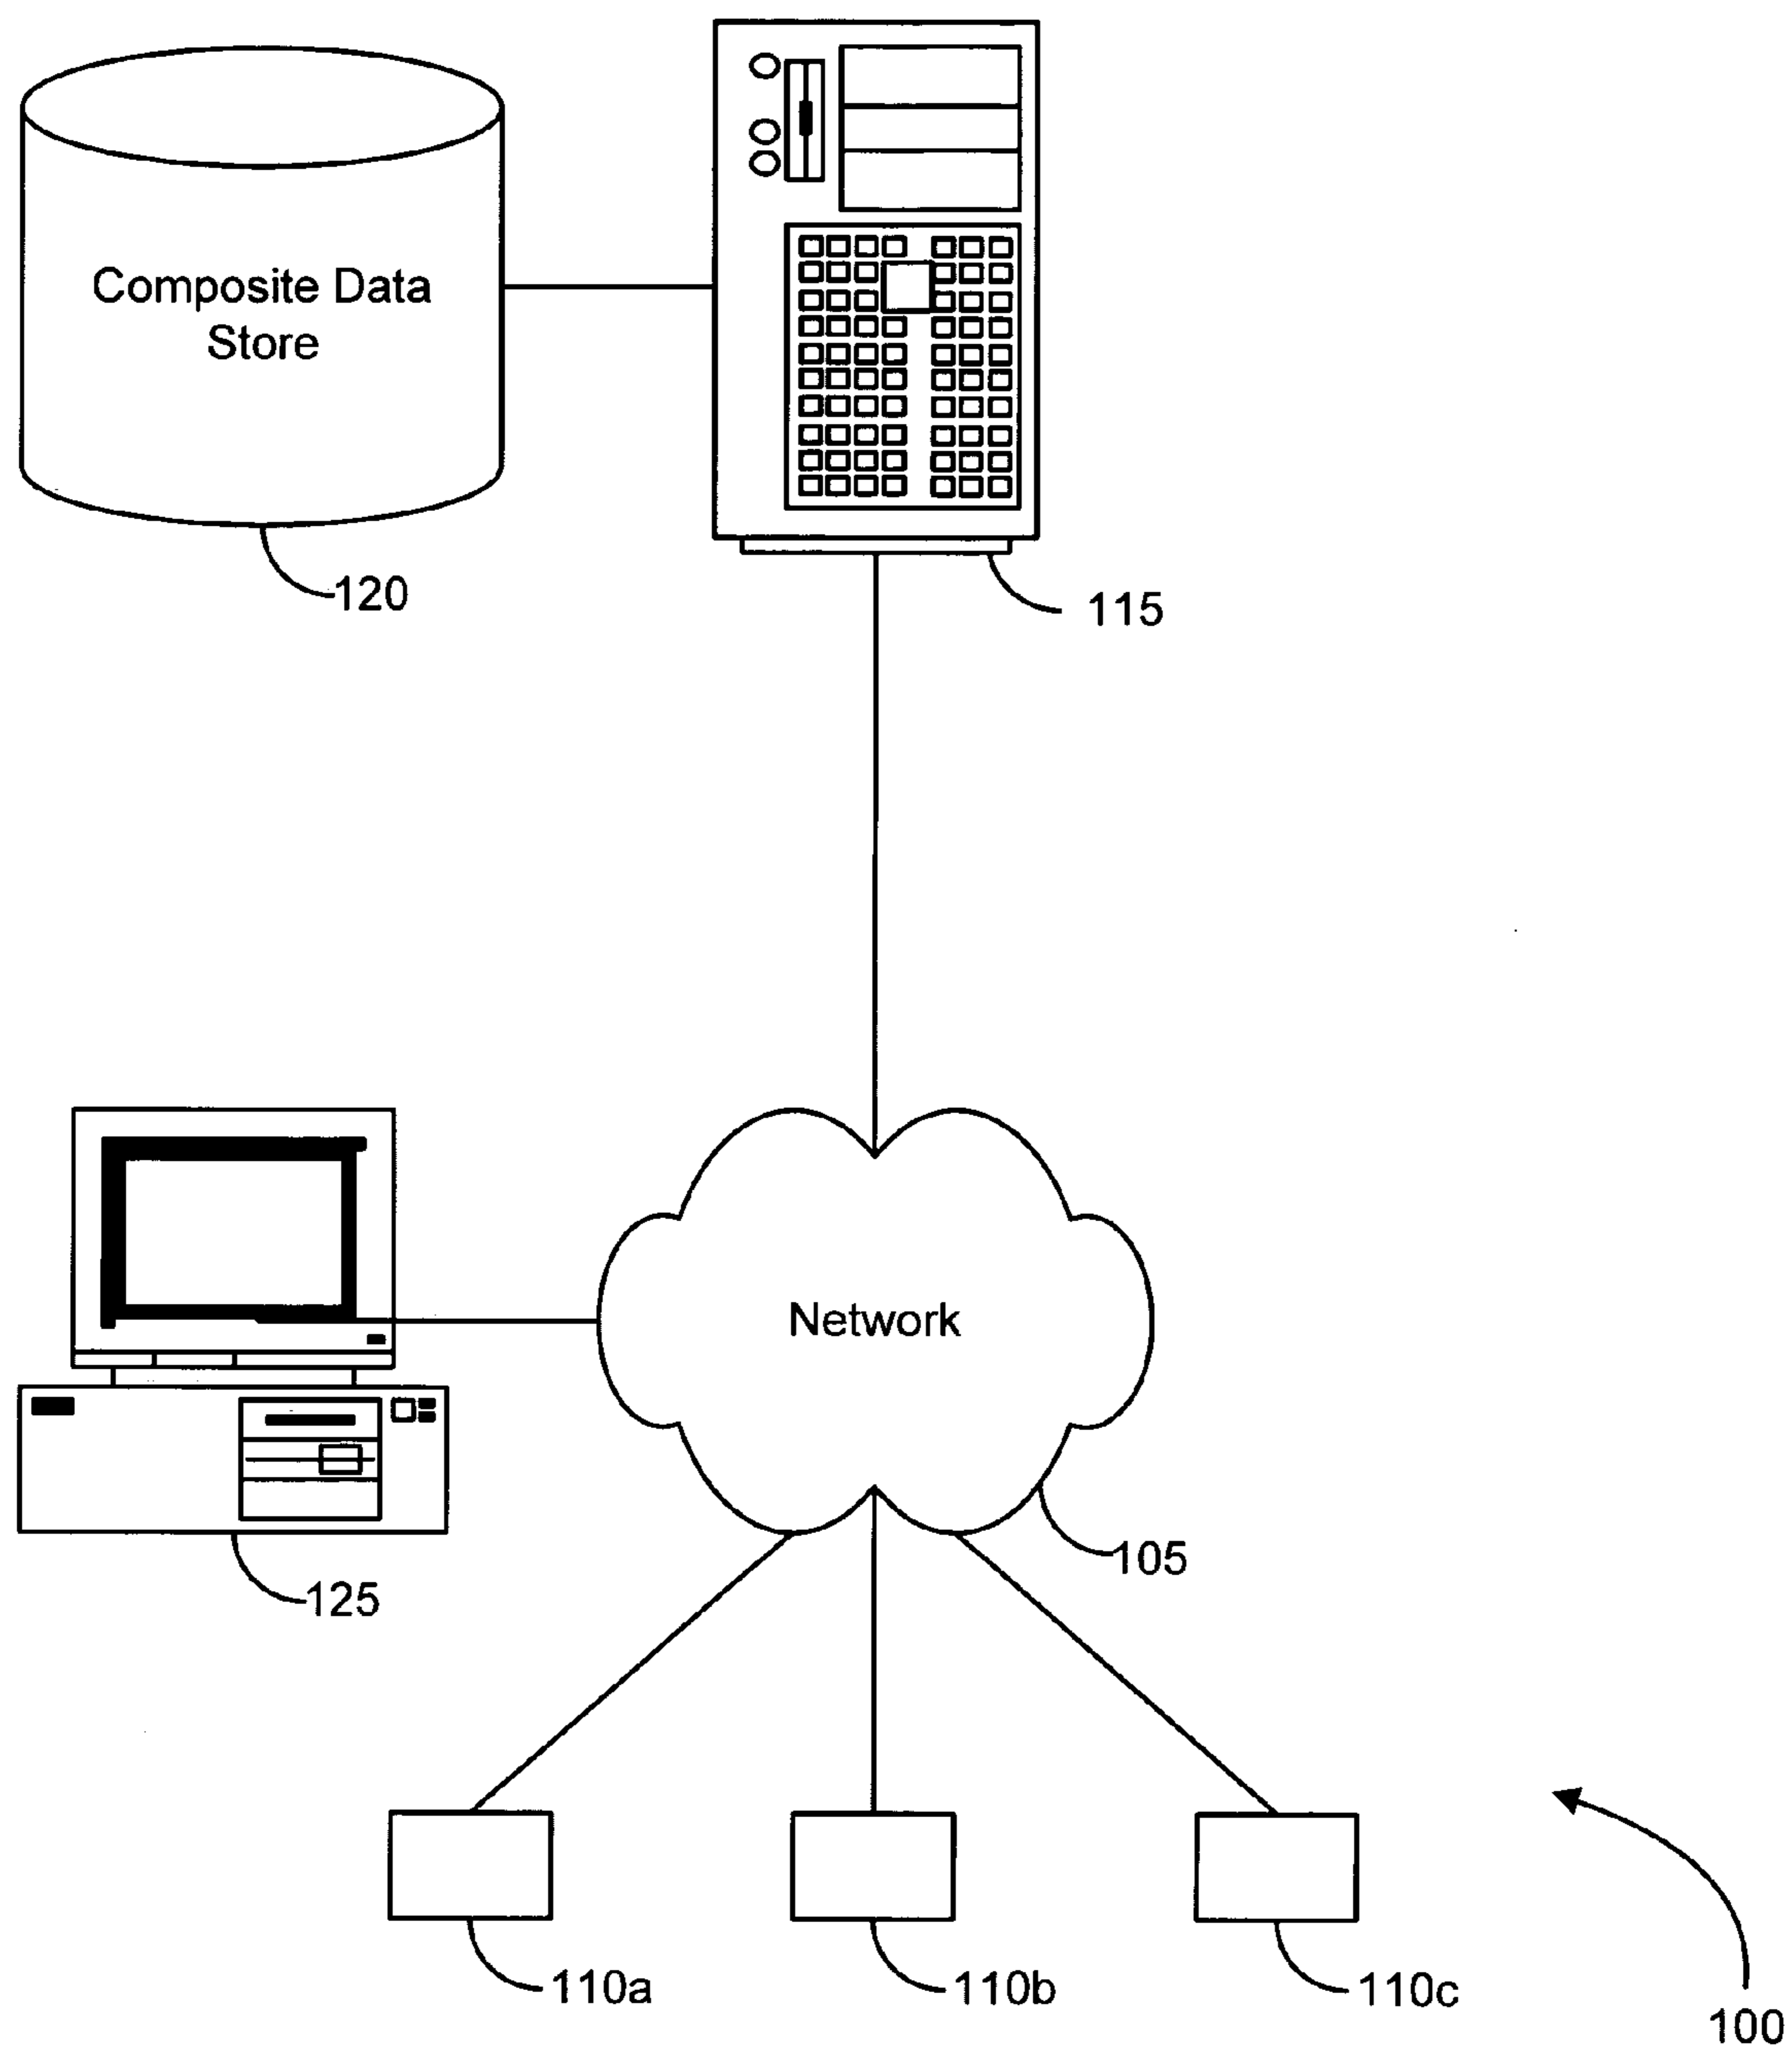 Composite Data
Store
120
115
Network
105
125
110a
110b
110c
100